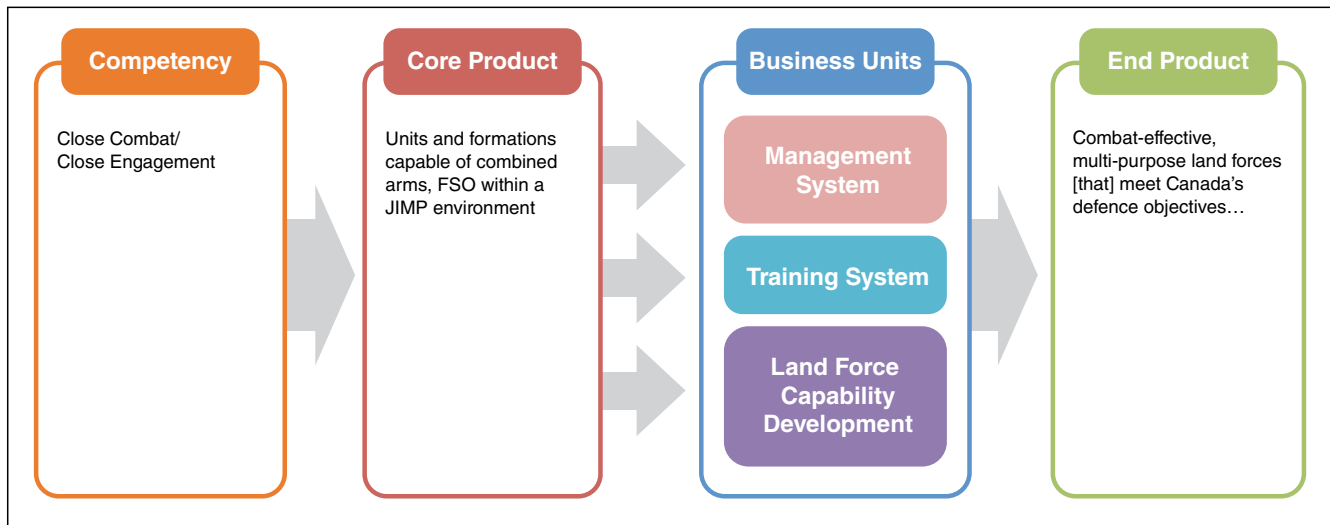 Competency
Close Combat/
Close Engagement
Core Product
Units and formations
capable of combined
arms, FSO within a
JIMP environment
Business Units
Management
System
Training System
Land Force
Capability
Development
End Product
Combat-effective,
multi-purpose land forces
[that] meet Canada’s
defence objectives…